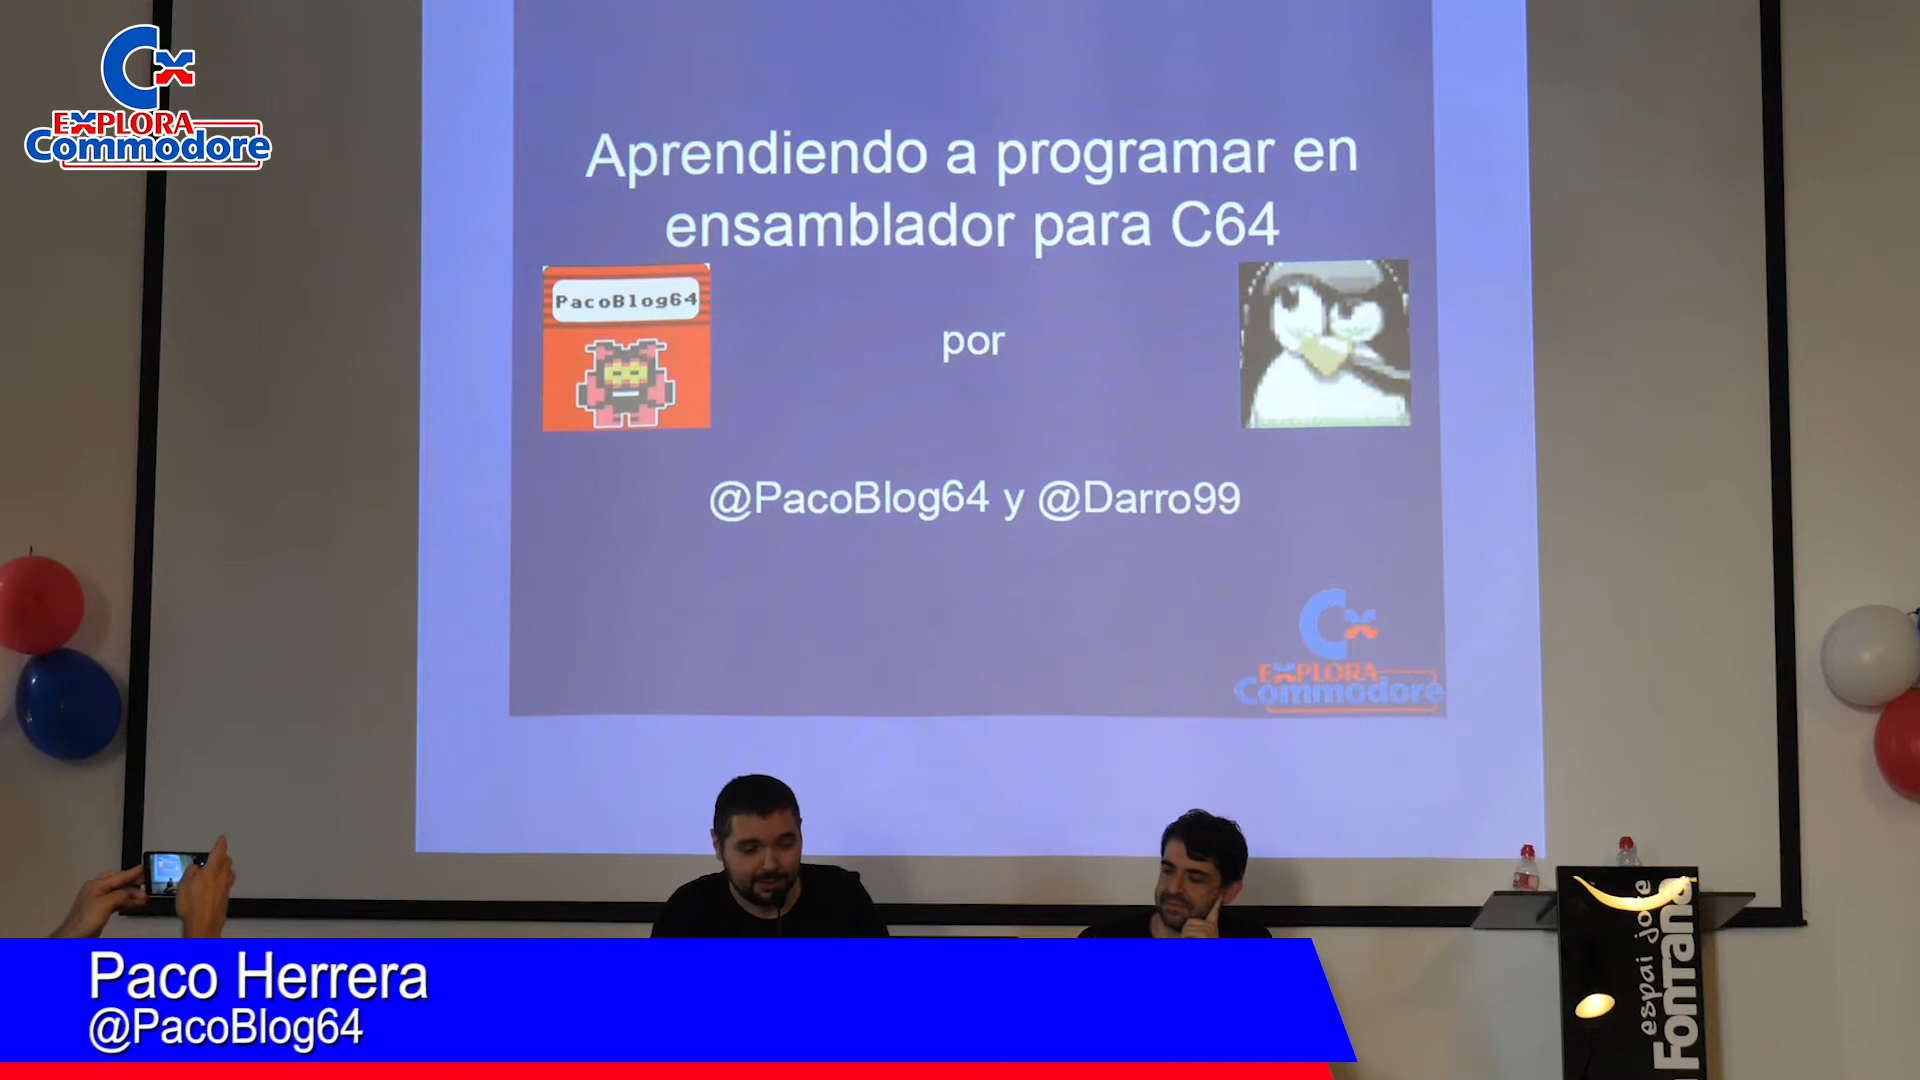 EXPLORA
Commodore
Aprendiendo a programar en
ensamblador para C64
PacoBlog64
por
@PacoBlog64 y @Darro99
EXPLORA
Commodore
espai jove
Fontana
Paco Herrera
@PacoBlog64